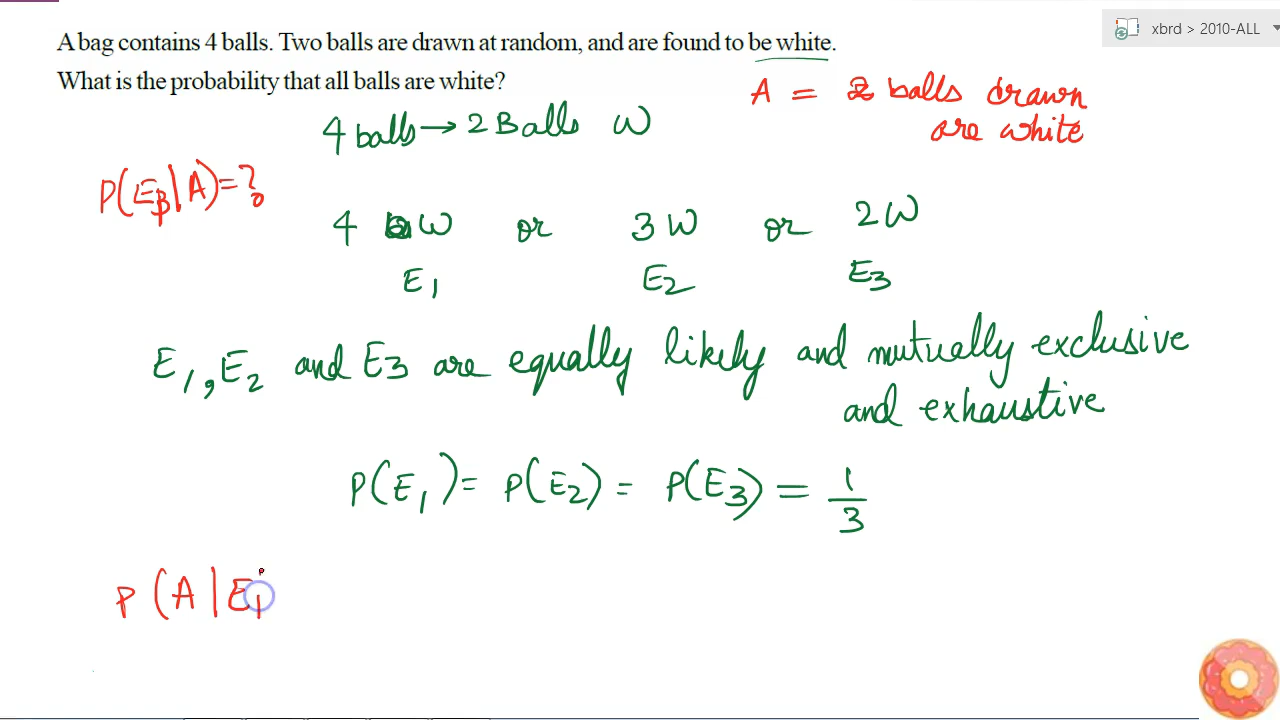 xbrd > 2010-ALL
A bag contains 4 balls. Two balls are drawn at random, and are found to be white.
What is the probability that all balls are white?
A = 2 balls drawn
are white
4 balls → 2 Balls W
P(E|A)=?
4 W or 3 W or 2 W
E1 E2 E3
E1, E2 and E3 are equally likely and mutually exclusive
and exhaustive
P(E1) = P(E2) = P(E3) = 1/3
P(A|E1